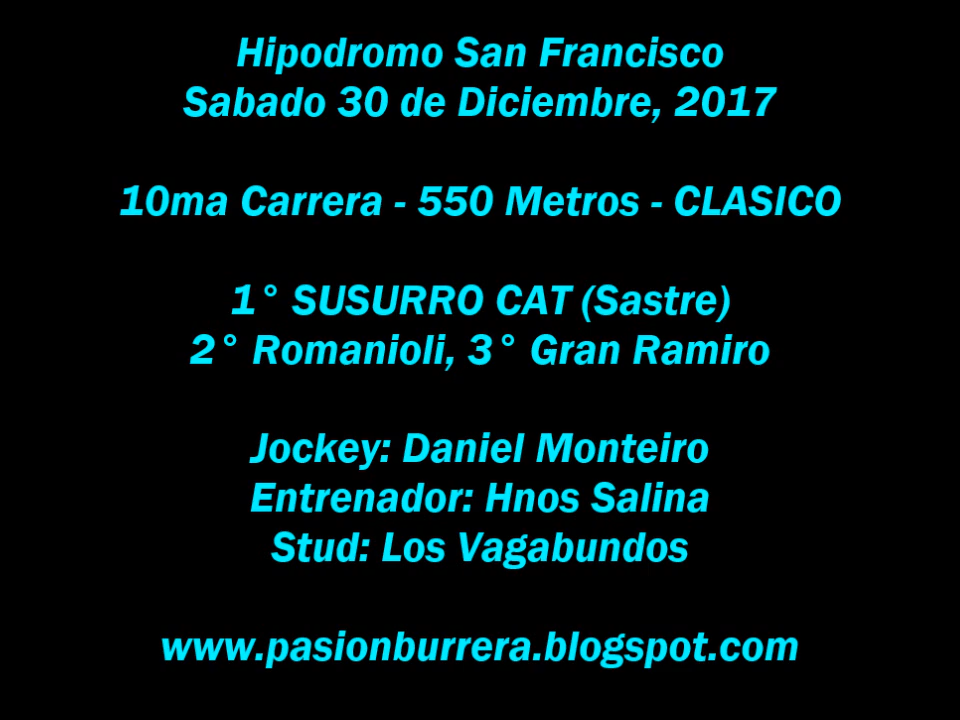 Hipodromo San Francisco
Sabado 30 de Diciembre, 2017
10ma Carrera - 550 Metros - CLASICO
1° SUSURRO CAT (Sastre)
2° Romanioli, 3° Gran Ramiro
Jockey: Daniel Monteiro
Entrenador: Hnos Salina
Stud: Los Vagabundos
www.pasionburrera.blogspot.com